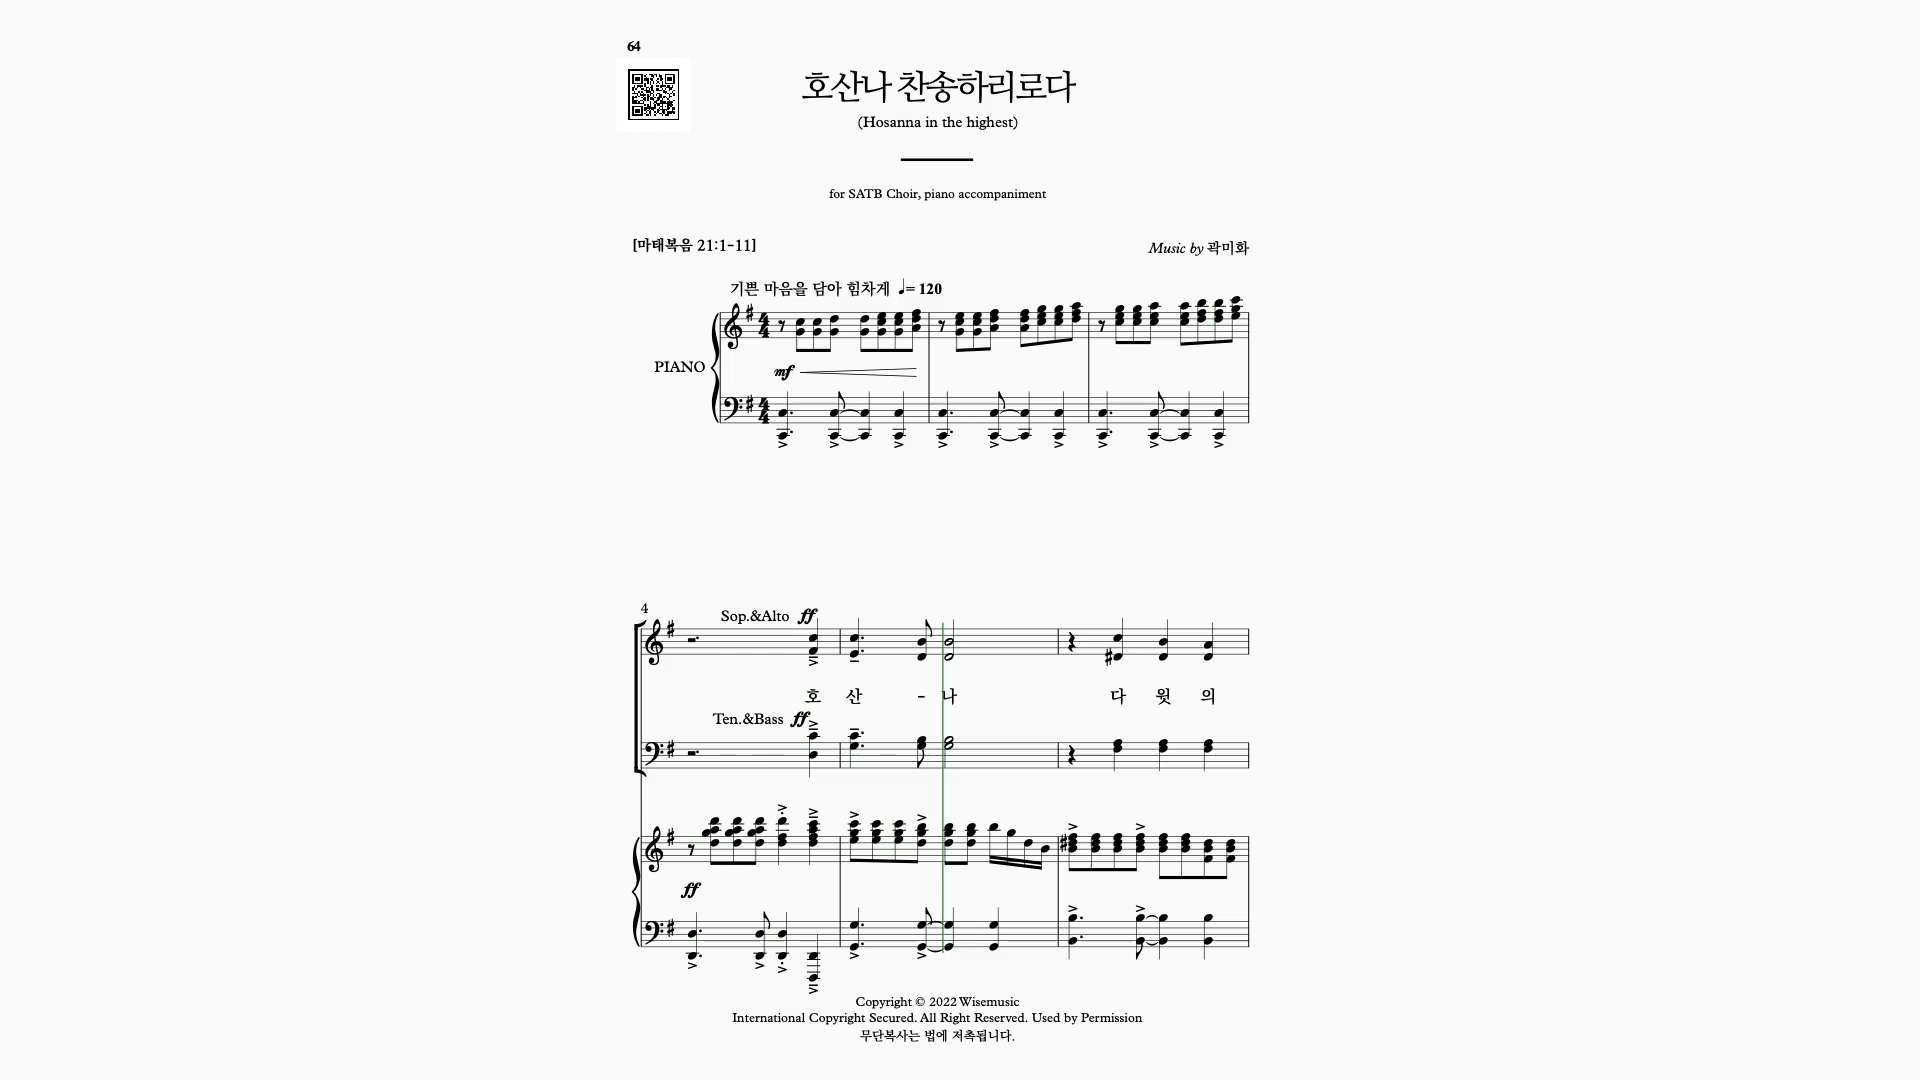 64
호산나 찬송하리로다
(Hosanna in the highest)
for SATB Choir, piano accompaniment
[마태복음 21:1-11]
Music by 곽미화
기쁜 마음을 담아 힘차게 ♩= 120
PIANO
mf
4
Sop.&Alto ff
호 산 - 나 다 윗 의
Ten.&Bass ff
ff
Copyright © 2022 Wisemusic
International Copyright Secured. All Right Reserved. Used by Permission
무단복사는 법에 저촉됩니다.